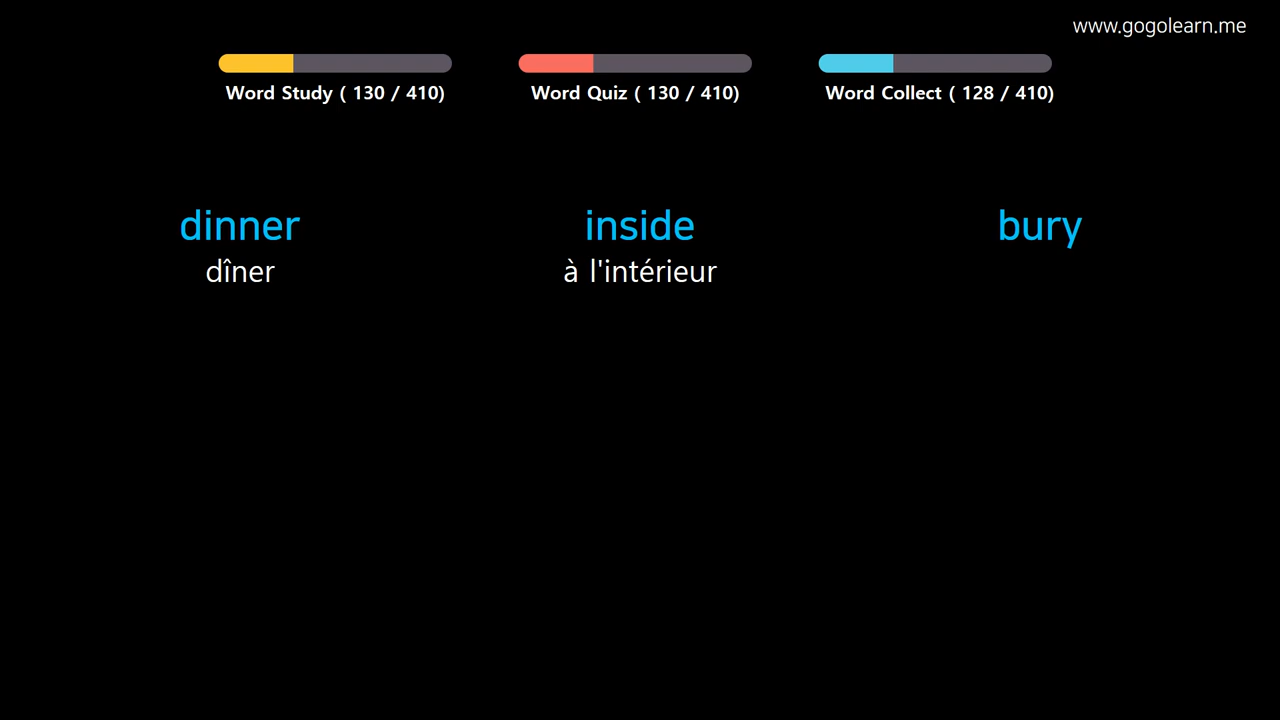 www.gogolearn.me
Word Study ( 130 / 410)
Word Quiz ( 130 / 410)
Word Collect ( 128 / 410)
dinner
dîner
inside
à l'intérieur
bury